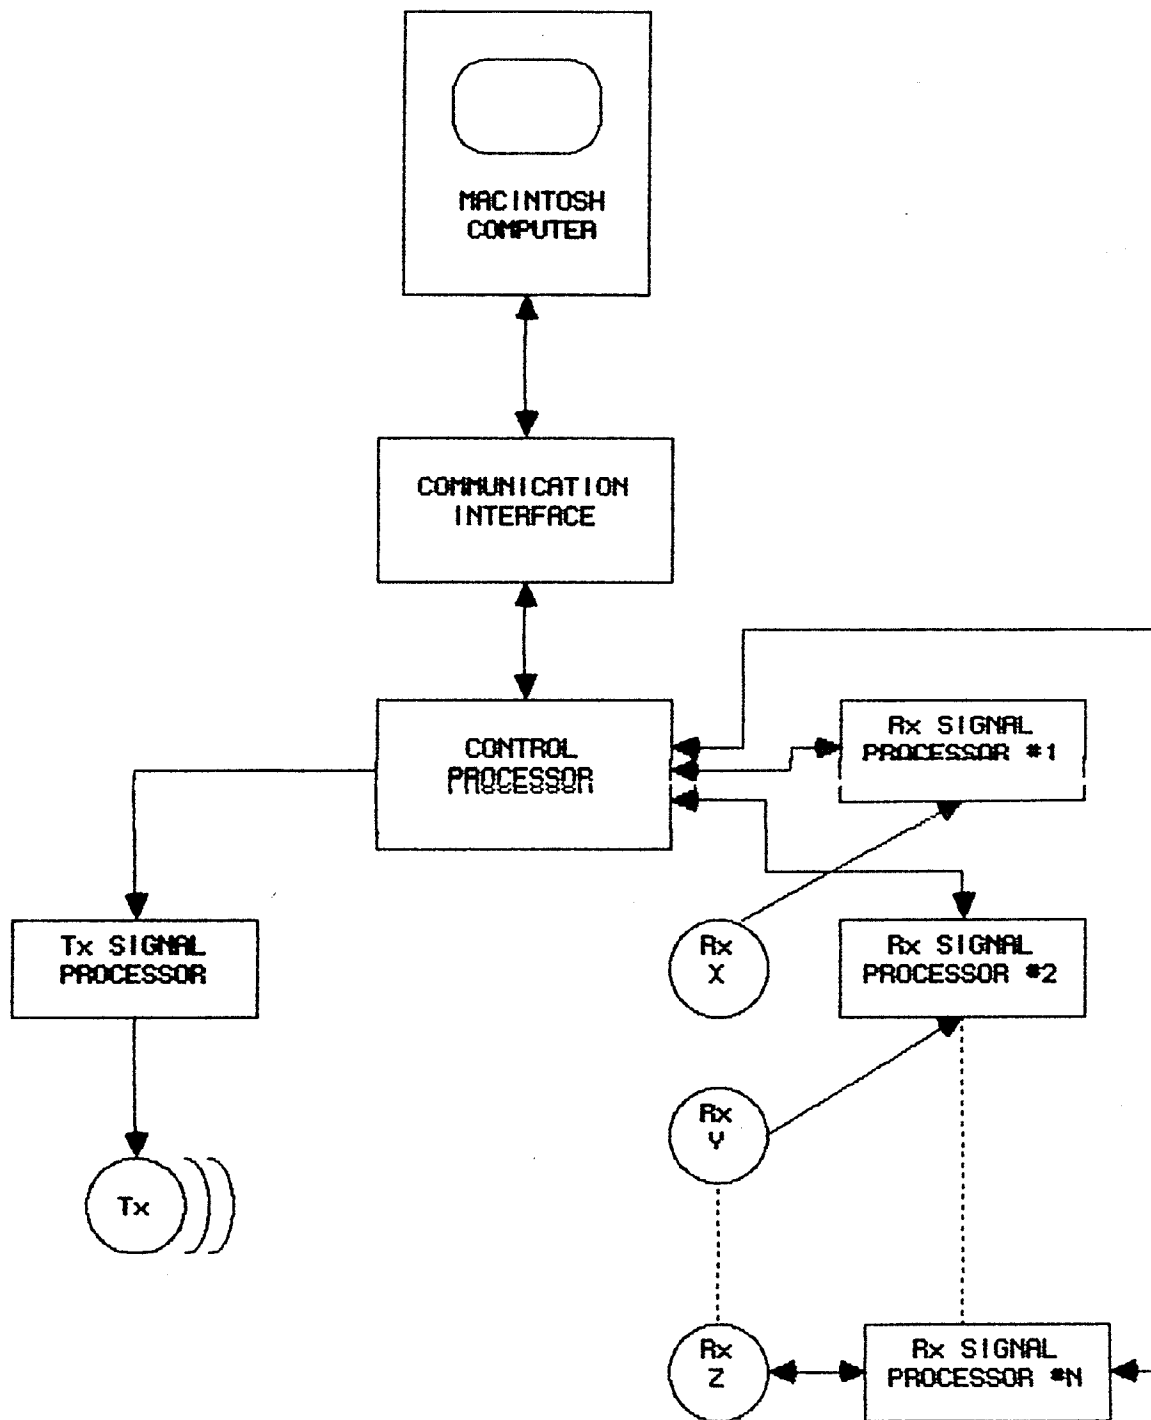 MACINTOSH
COMPUTER
COMMUNICATION
INTERFACE
CONTROL
PROCESSOR
Rx SIGNAL
PROCESSOR #1
Tx SIGNAL
PROCESSOR
Rx
X
Rx SIGNAL
PROCESSOR #2
Rx
Y
Tx
Rx
Z
Rx SIGNAL
PROCESSOR #N